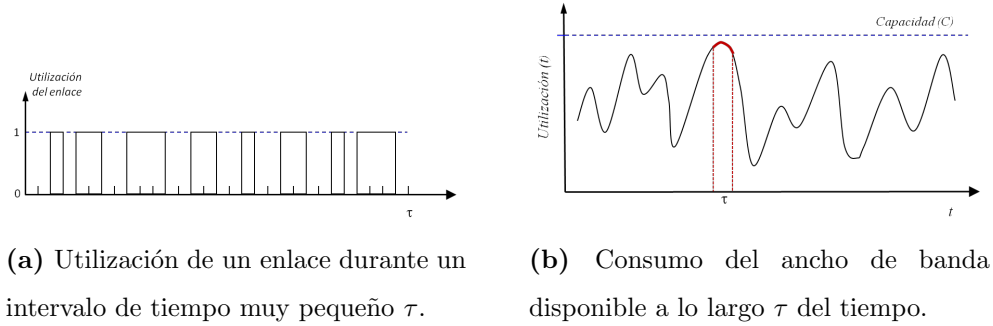 Utilización
del enlace
1
0
τ
Capacidad (C)
Utilización (t)
τ
t
(a) Utilización de un enlace durante un
intervalo de tiempo muy pequeño τ.
(b) Consumo del ancho de banda
disponible a lo largo τ del tiempo.